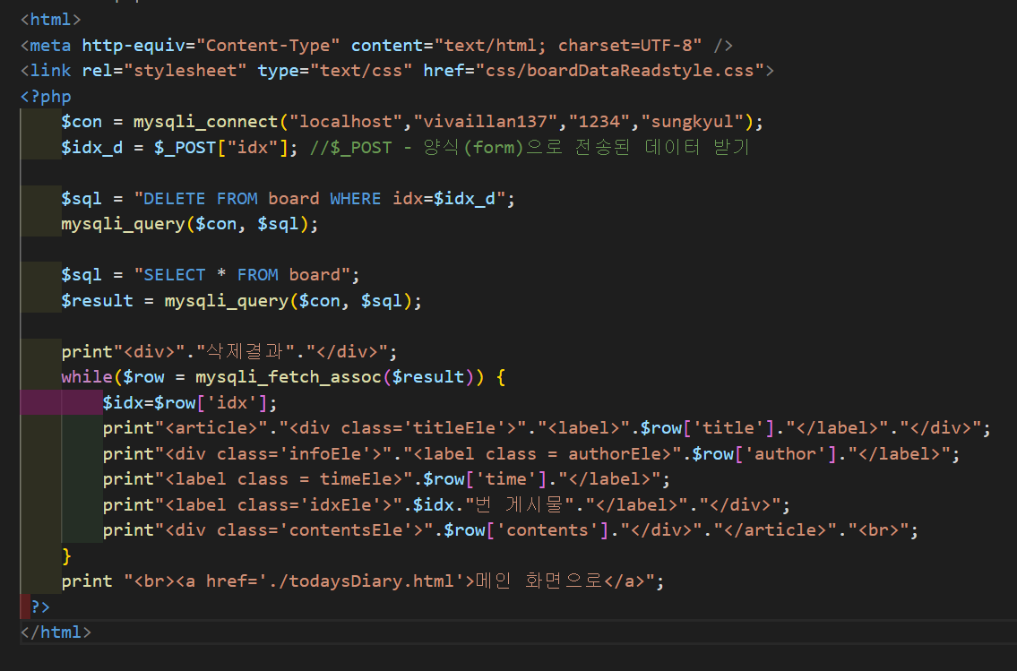 <html>
<meta http-equiv="Content-Type" content="text/html; charset=UTF-8" />
<link rel="stylesheet" type="text/css" href="css/boardDataReadstyle.css">
<?php
$con = mysqli_connect("localhost","vivaillan137","1234","sungkyul");
$idx_d = $_POST["idx"]; //$_POST - 양식(form)으로 전송된 데이터 받기
$sql = "DELETE FROM board WHERE idx=$idx_d";
mysqli_query($con, $sql);
$sql = "SELECT * FROM board";
$result = mysqli_query($con, $sql);
print"<div>"."삭제결과"."</div>";
while($row = mysqli_fetch_assoc($result)) {
$idx=$row['idx'];
print"<article>"."<div class='titleEle'>"."<label>".$row['title']."</label>"."</div>";
print"<div class='infoEle'>"."<label class = authorEle>".$row['author']."</label>";
print"<label class = timeEle>".$row['time']."</label>";
print"<label class='idxEle'>".$idx."번 게시물"."</label>"."</div>";
print"<div class='contentsEle'>".$row['contents']."</div>"."</article>"."<br>";
}
print "<br><a href='./todaysDiary.html'>메인 화면으로</a>";
?>
</html>